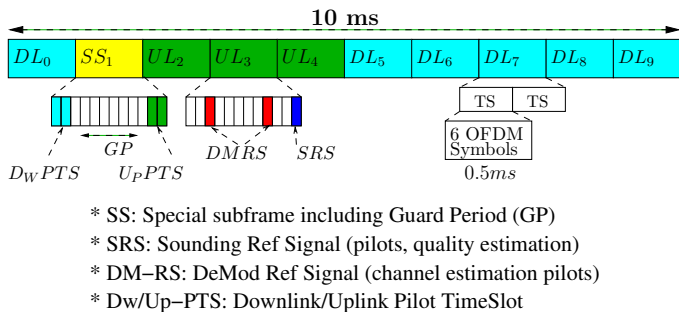 10 ms
DL0 SS1 UL2 UL3 UL4 DL5 DL6 DL7 DL8 DL9
TS TS
GP DMRS SRS
6 OFDM
Symbols
DWPTS UPPTS 0.5ms
* SS: Special subframe including Guard Period (GP)
* SRS: Sounding Ref Signal (pilots, quality estimation)
* DM−RS: DeMod Ref Signal (channel estimation pilots)
* Dw/Up−PTS: Downlink/Uplink Pilot TimeSlot